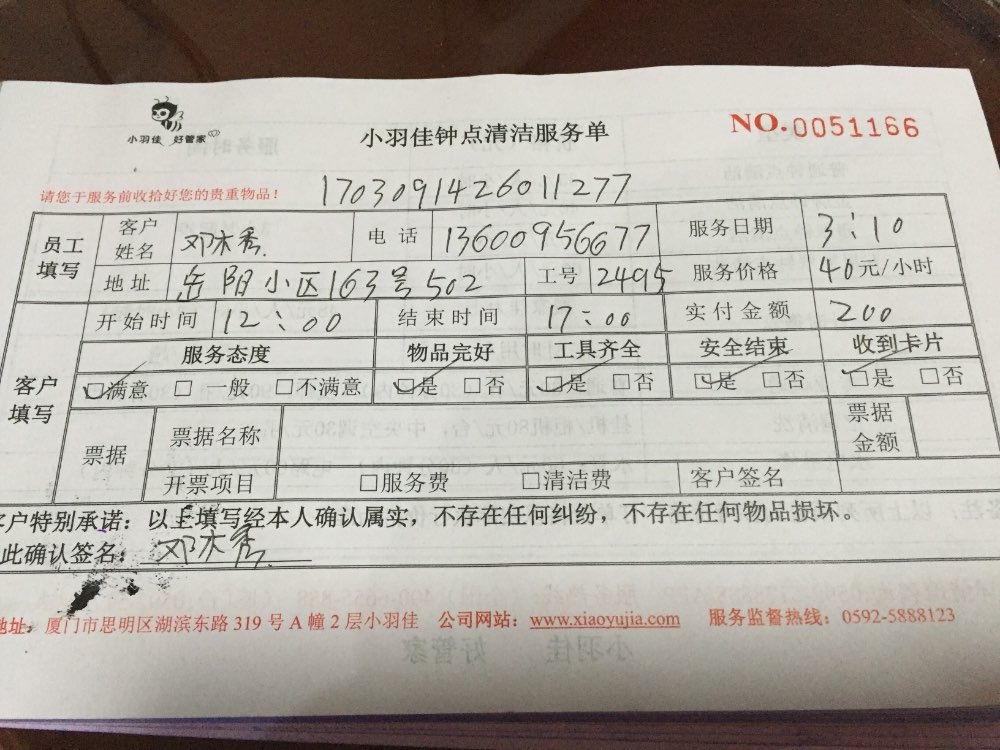 小羽佳 好管家
小羽佳钟点清洁服务单
NO.0051166
请您于服务前收拾好您的贵重物品!
1703091426011277
员工填写 客户姓名 邓木秀 电话 13600956677 服务日期 3:10
地址 岳阳小区163号502 工号 2495 服务价格 40元/小时
客户填写 开始时间 12:00 结束时间 17:00 实付金额 200
服务态度 物品完好 工具齐全 安全结束 收到卡片
☑满意 □一般 □不满意 ☑是 □否 ☑是 □否 ☑是 □否 ☑是 □否
票据 票据名称 票据金额
开票项目 □服务费 □清洁费 客户签名
客户特别承诺：以上填写经本人确认属实，不存在任何纠纷，不存在任何物品损坏。
此确认签名：邓木秀
地址：厦门市思明区湖滨东路319号A幢2层小羽佳 公司网站：www.xiaoyujia.com 服务监督热线：0592-5888123